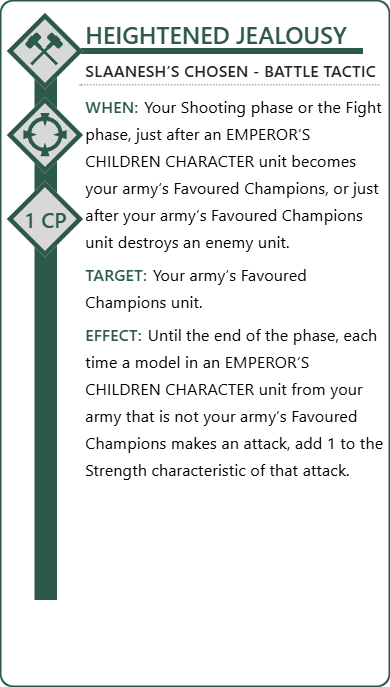 HEIGHTENED JEALOUSY
SLAANESH’S CHOSEN - BATTLE TACTIC
WHEN: Your Shooting phase or the Fight
phase, just after an EMPEROR’S
CHILDREN CHARACTER unit becomes
your army’s Favoured Champions, or just
after your army’s Favoured Champions
unit destroys an enemy unit.
1 CP
TARGET: Your army’s Favoured
Champions unit.
EFFECT: Until the end of the phase, each
time a model in an EMPEROR’S
CHILDREN CHARACTER unit from your
army that is not your army’s Favoured
Champions makes an attack, add 1 to the
Strength characteristic of that attack.